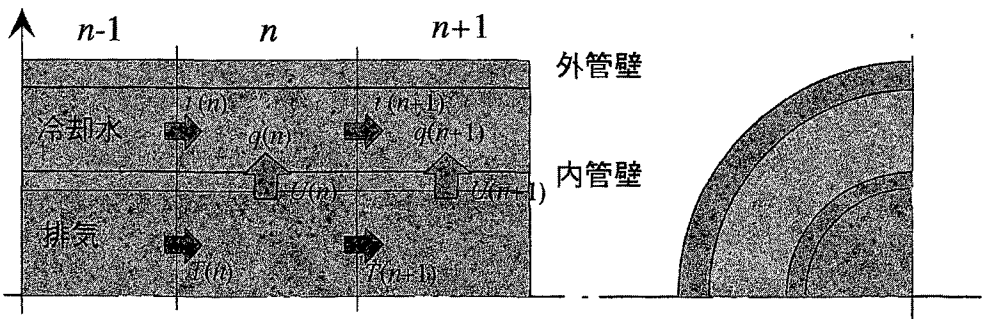 n-1
n
n+1
外管壁
t(n)
t(n+1)
冷却水
q(n)
q(n+1)
内管壁
U(n)
U(n+1)
排気
T(n)
T(n+1)